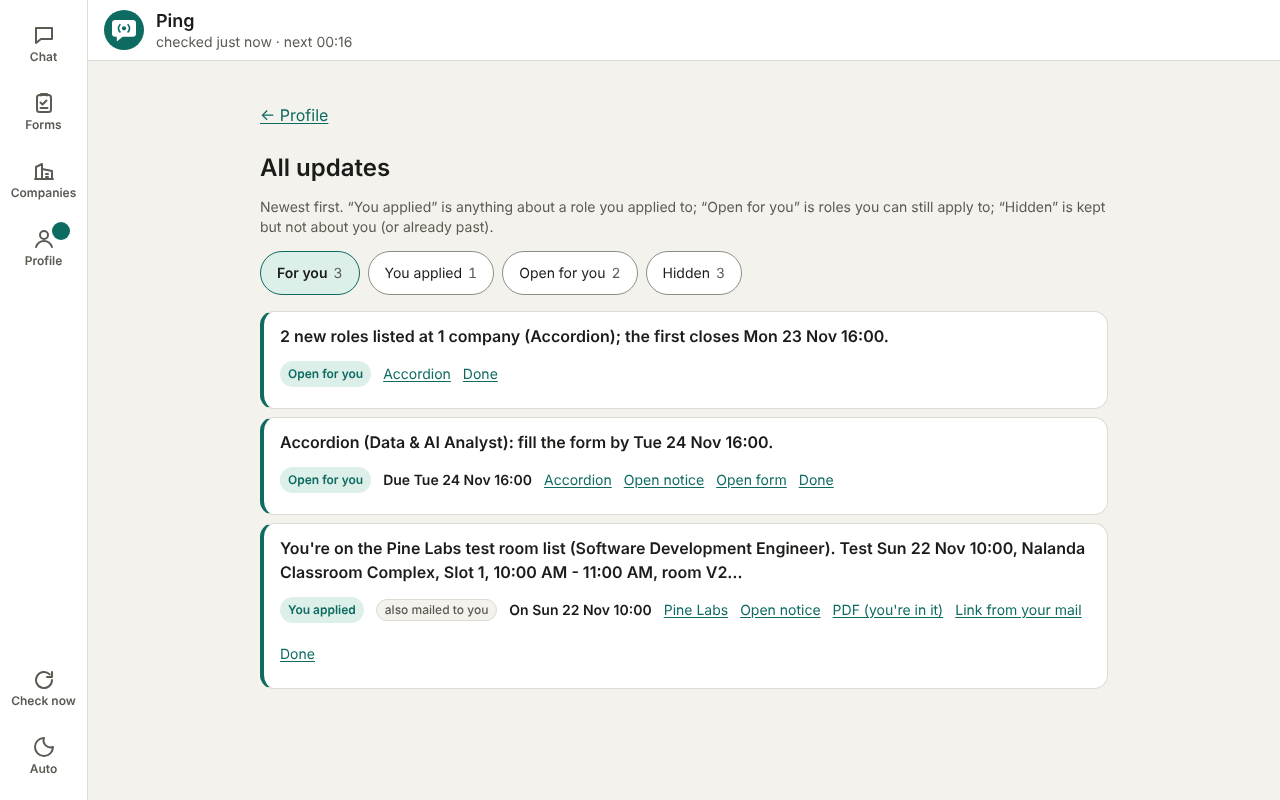 Ping
checked just now · next 00:16
Chat
Forms
Companies
Profile
Check now
Auto
← Profile
All updates
Newest first. “You applied” is anything about a role you applied to; “Open for you” is roles you can still apply to; “Hidden” is kept
but not about you (or already past).
For you 3
You applied 1
Open for you 2
Hidden 3
2 new roles listed at 1 company (Accordion); the first closes Mon 23 Nov 16:00.
Open for you Accordion Done
Accordion (Data & AI Analyst): fill the form by Tue 24 Nov 16:00.
Open for you Due Tue 24 Nov 16:00 Accordion Open notice Open form Done
You're on the Pine Labs test room list (Software Development Engineer). Test Sun 22 Nov 10:00, Nalanda
Classroom Complex, Slot 1, 10:00 AM - 11:00 AM, room V2…
You applied also mailed to you On Sun 22 Nov 10:00 Pine Labs Open notice PDF (you're in it) Link from your mail
Done